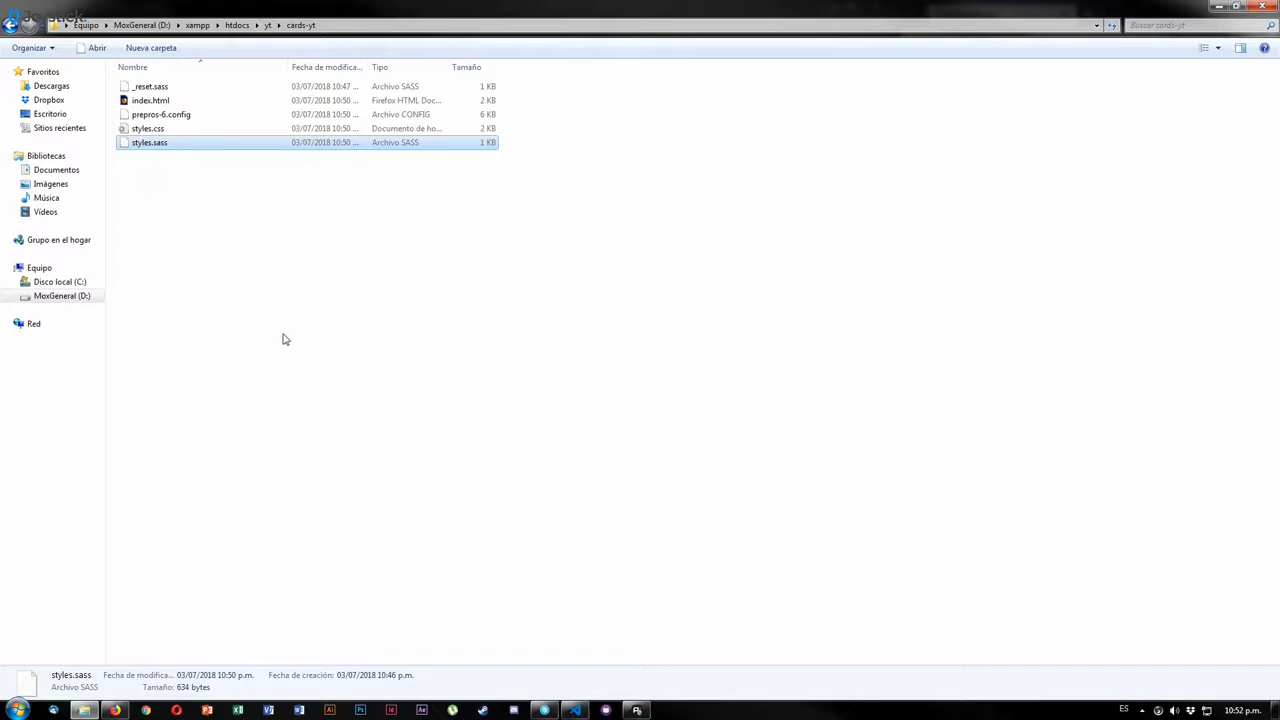 Equipo ▸ MoxGeneral (D:) ▸ xampp ▸ htdocs ▸ yt ▸ cards-yt
Buscar cards-yt
Organizar
Abrir
Nueva carpeta
Nombre
Fecha de modifica...
Tipo
Tamaño
_reset.sass 03/07/2018 10:47 ... Archivo SASS 1 KB
index.html 03/07/2018 10:50 ... Firefox HTML Doc... 2 KB
prepros-6.config 03/07/2018 10:50 ... Archivo CONFIG 6 KB
styles.css 03/07/2018 10:50 ... Documento de ho... 2 KB
styles.sass 03/07/2018 10:50 ... Archivo SASS 1 KB
Favoritos
Descargas
Dropbox
Escritorio
Sitios recientes
Bibliotecas
Documentos
Imágenes
Música
Vídeos
Grupo en el hogar
Equipo
Disco local (C:)
MoxGeneral (D:)
Red
styles.sass Fecha de modifica... 03/07/2018 10:50 p.m. Fecha de creación: 03/07/2018 10:46 p.m.
Archivo SASS Tamaño: 634 bytes
ES 10:52 p.m.